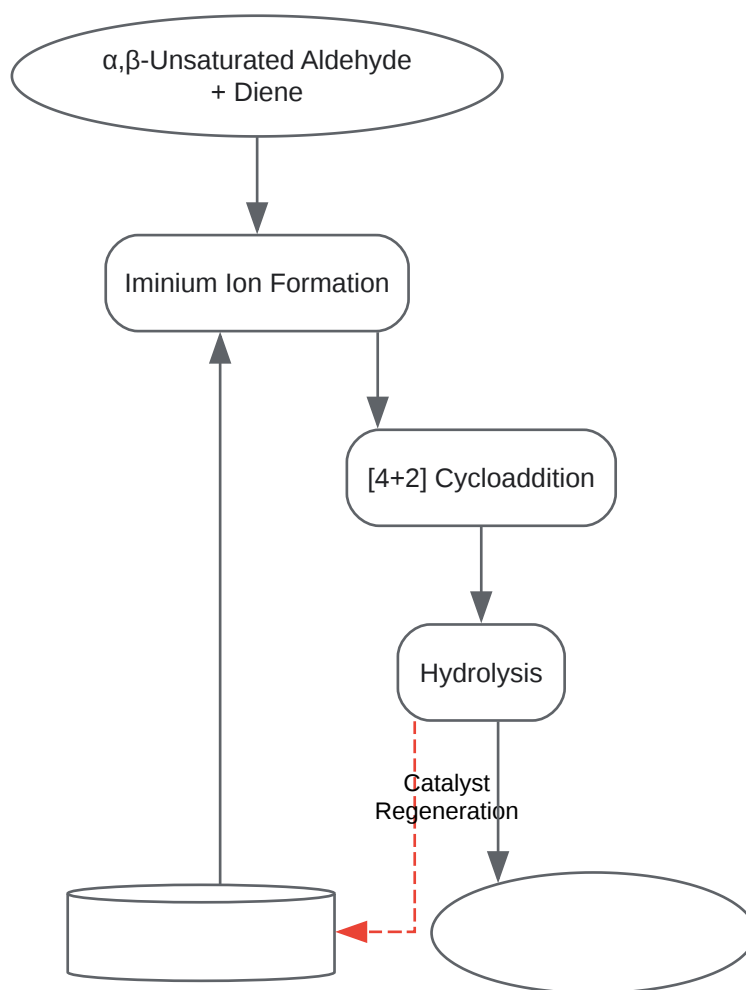 α,β-Unsaturated Aldehyde
+ Diene
Iminium Ion Formation
[4+2] Cycloaddition
Hydrolysis
Catalyst
Regeneration